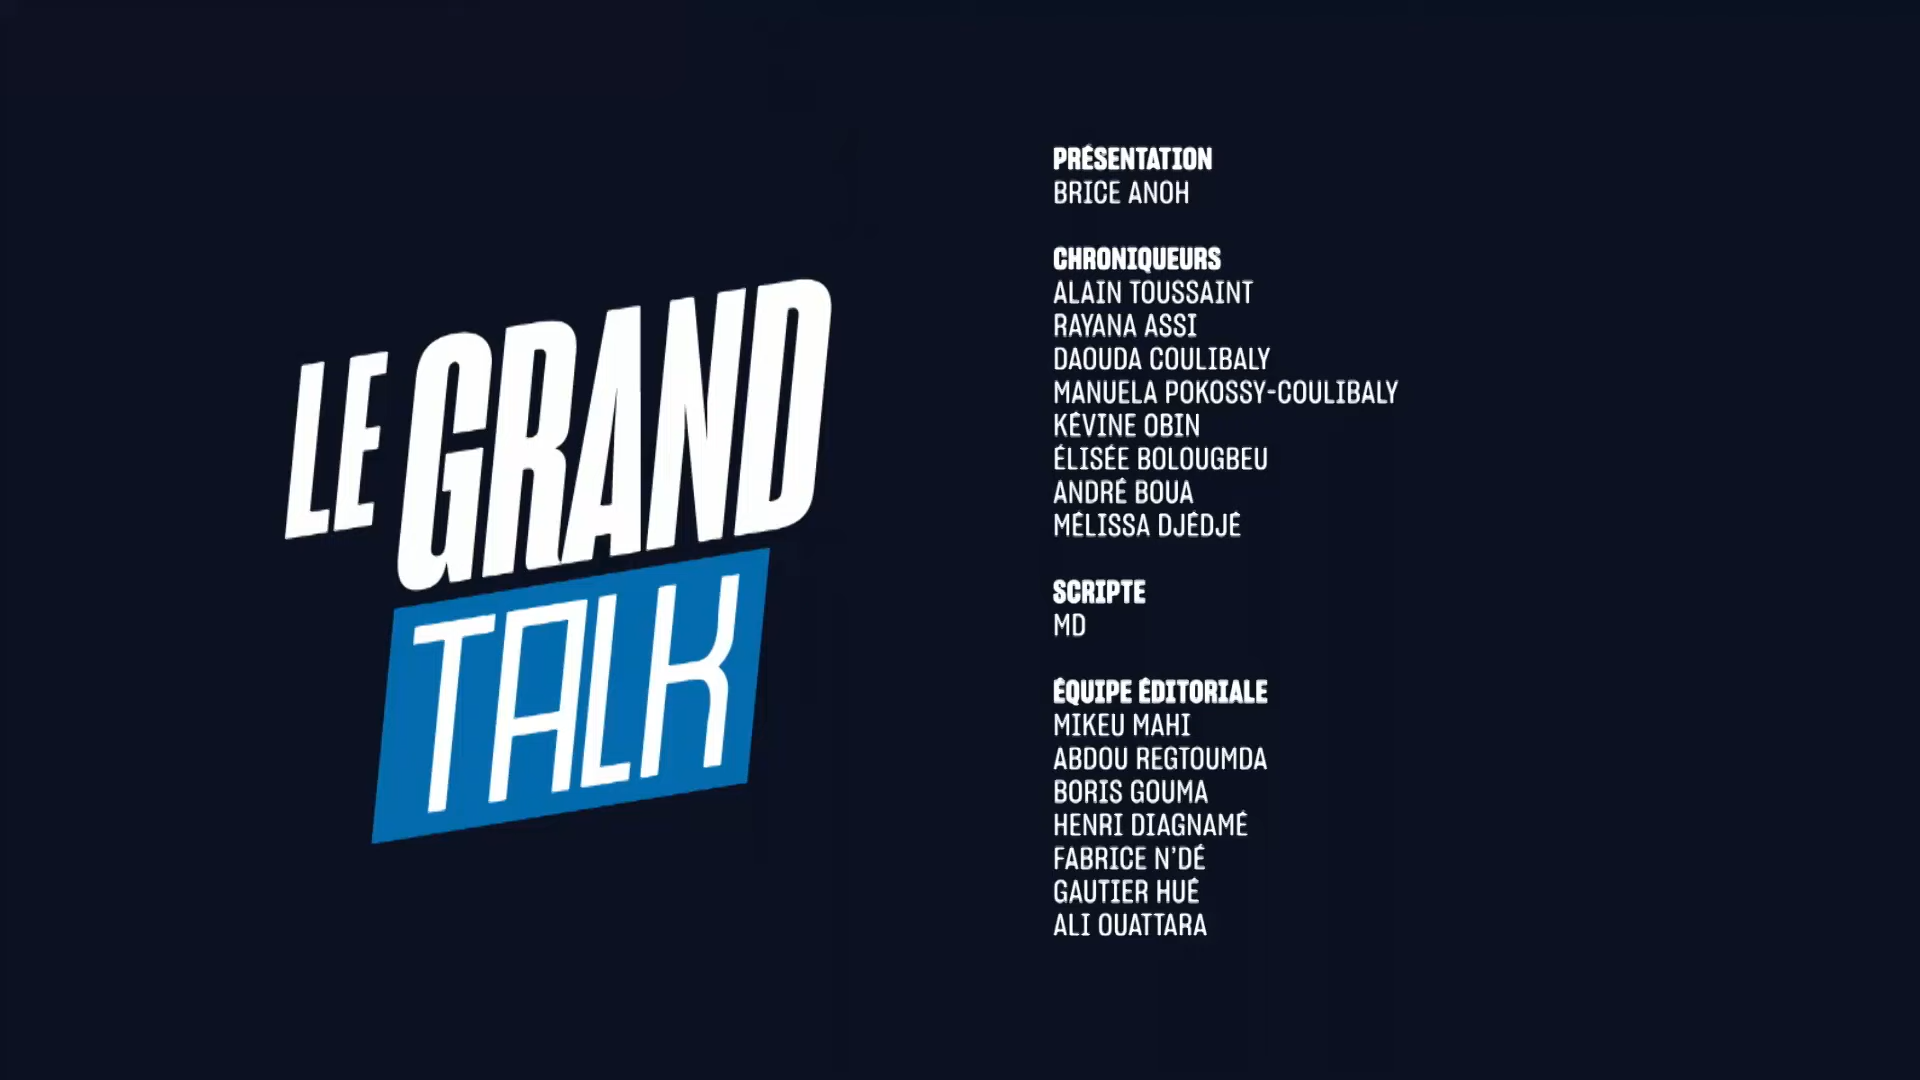 LE GRAND
TALK
PRÉSENTATION
BRICE ANOH
CHRONIQUEURS
ALAIN TOUSSAINT
RAYANA ASSI
DAOUDA COULIBALY
MANUELA POKOSSY-COULIBALY
KÉVINE OBIN
ÉLISÉE BOLOUGBEU
ANDRÉ BOUA
MÉLISSA DJÉDJÉ
SCRIPTE
MD
ÉQUIPE ÉDITORIALE
MIKEU MAHI
ABDOU REGTOUMDA
BORIS GOUMA
HENRI DIAGNAMÉ
FABRICE N’DÉ
GAUTIER HUÉ
ALI OUATTARA